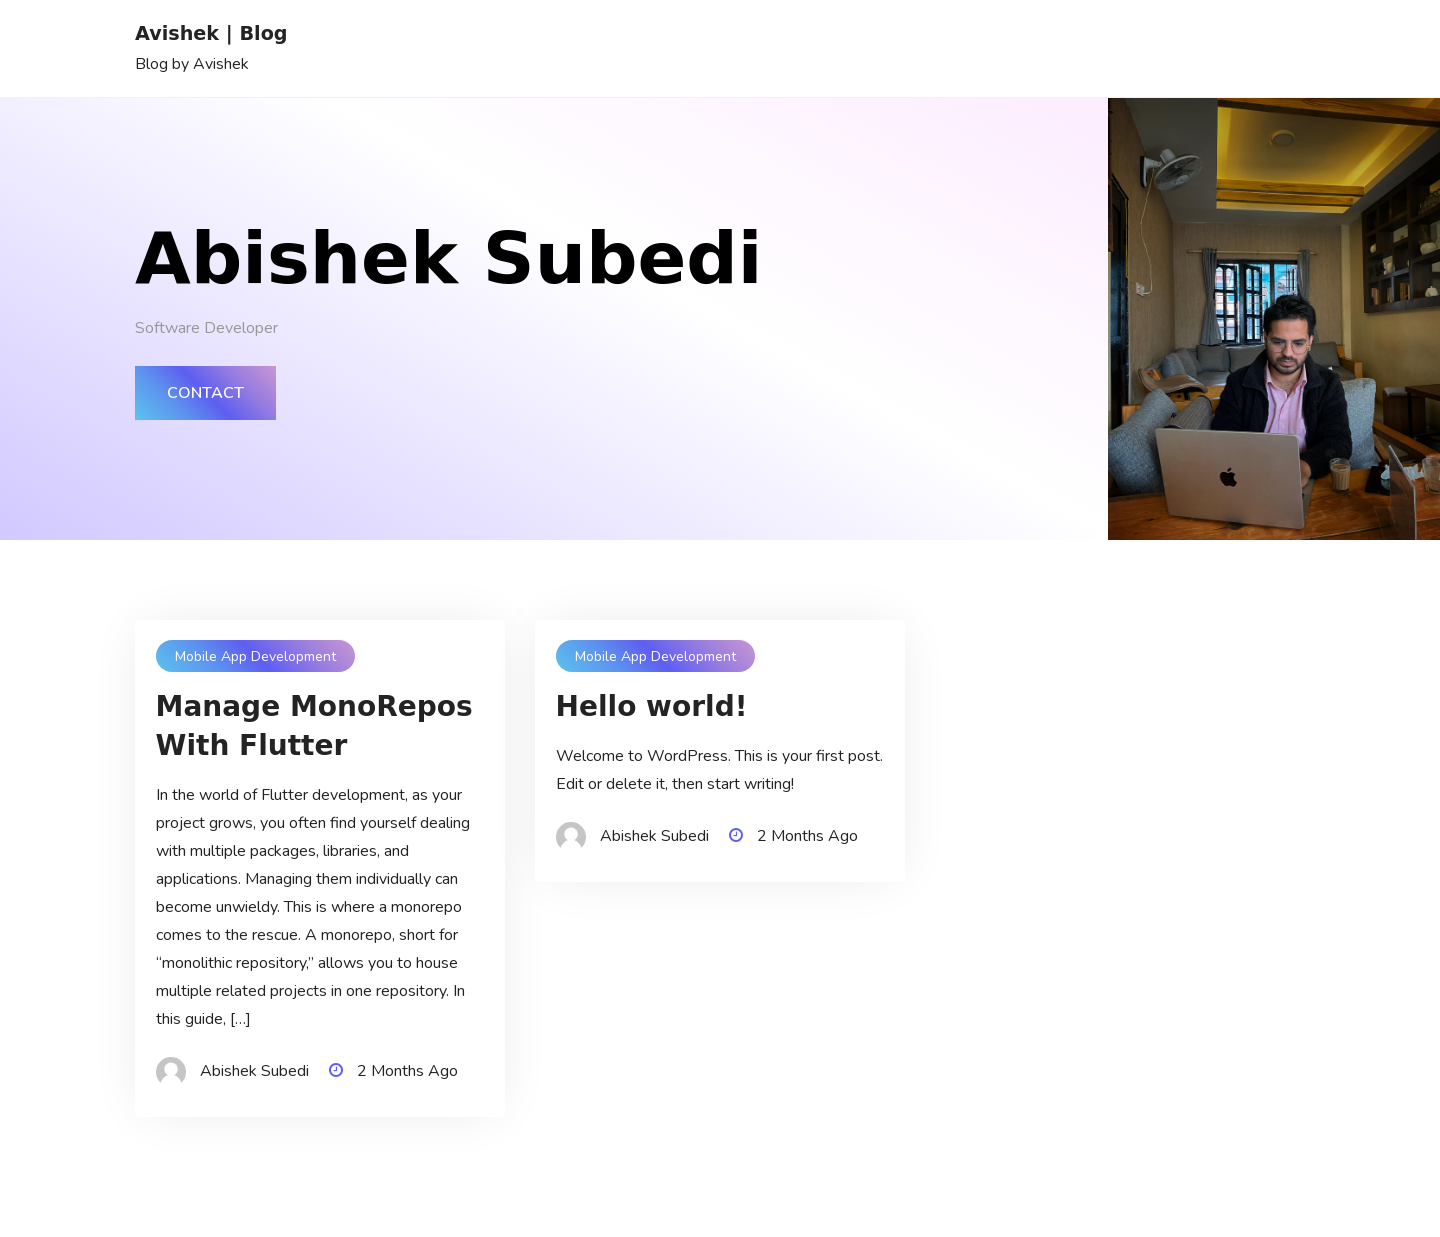 Avishek | Blog
Blog by Avishek
Abishek Subedi
Software Developer
CONTACT
Mobile App Development
Manage MonoRepos
With Flutter
In the world of Flutter development, as your
project grows, you often find yourself dealing
with multiple packages, libraries, and
applications. Managing them individually can
become unwieldy. This is where a monorepo
comes to the rescue. A monorepo, short for
“monolithic repository,” allows you to house
multiple related projects in one repository. In
this guide, […]
Abishek Subedi 2 Months Ago
Mobile App Development
Hello world!
Welcome to WordPress. This is your first post.
Edit or delete it, then start writing!
Abishek Subedi 2 Months Ago